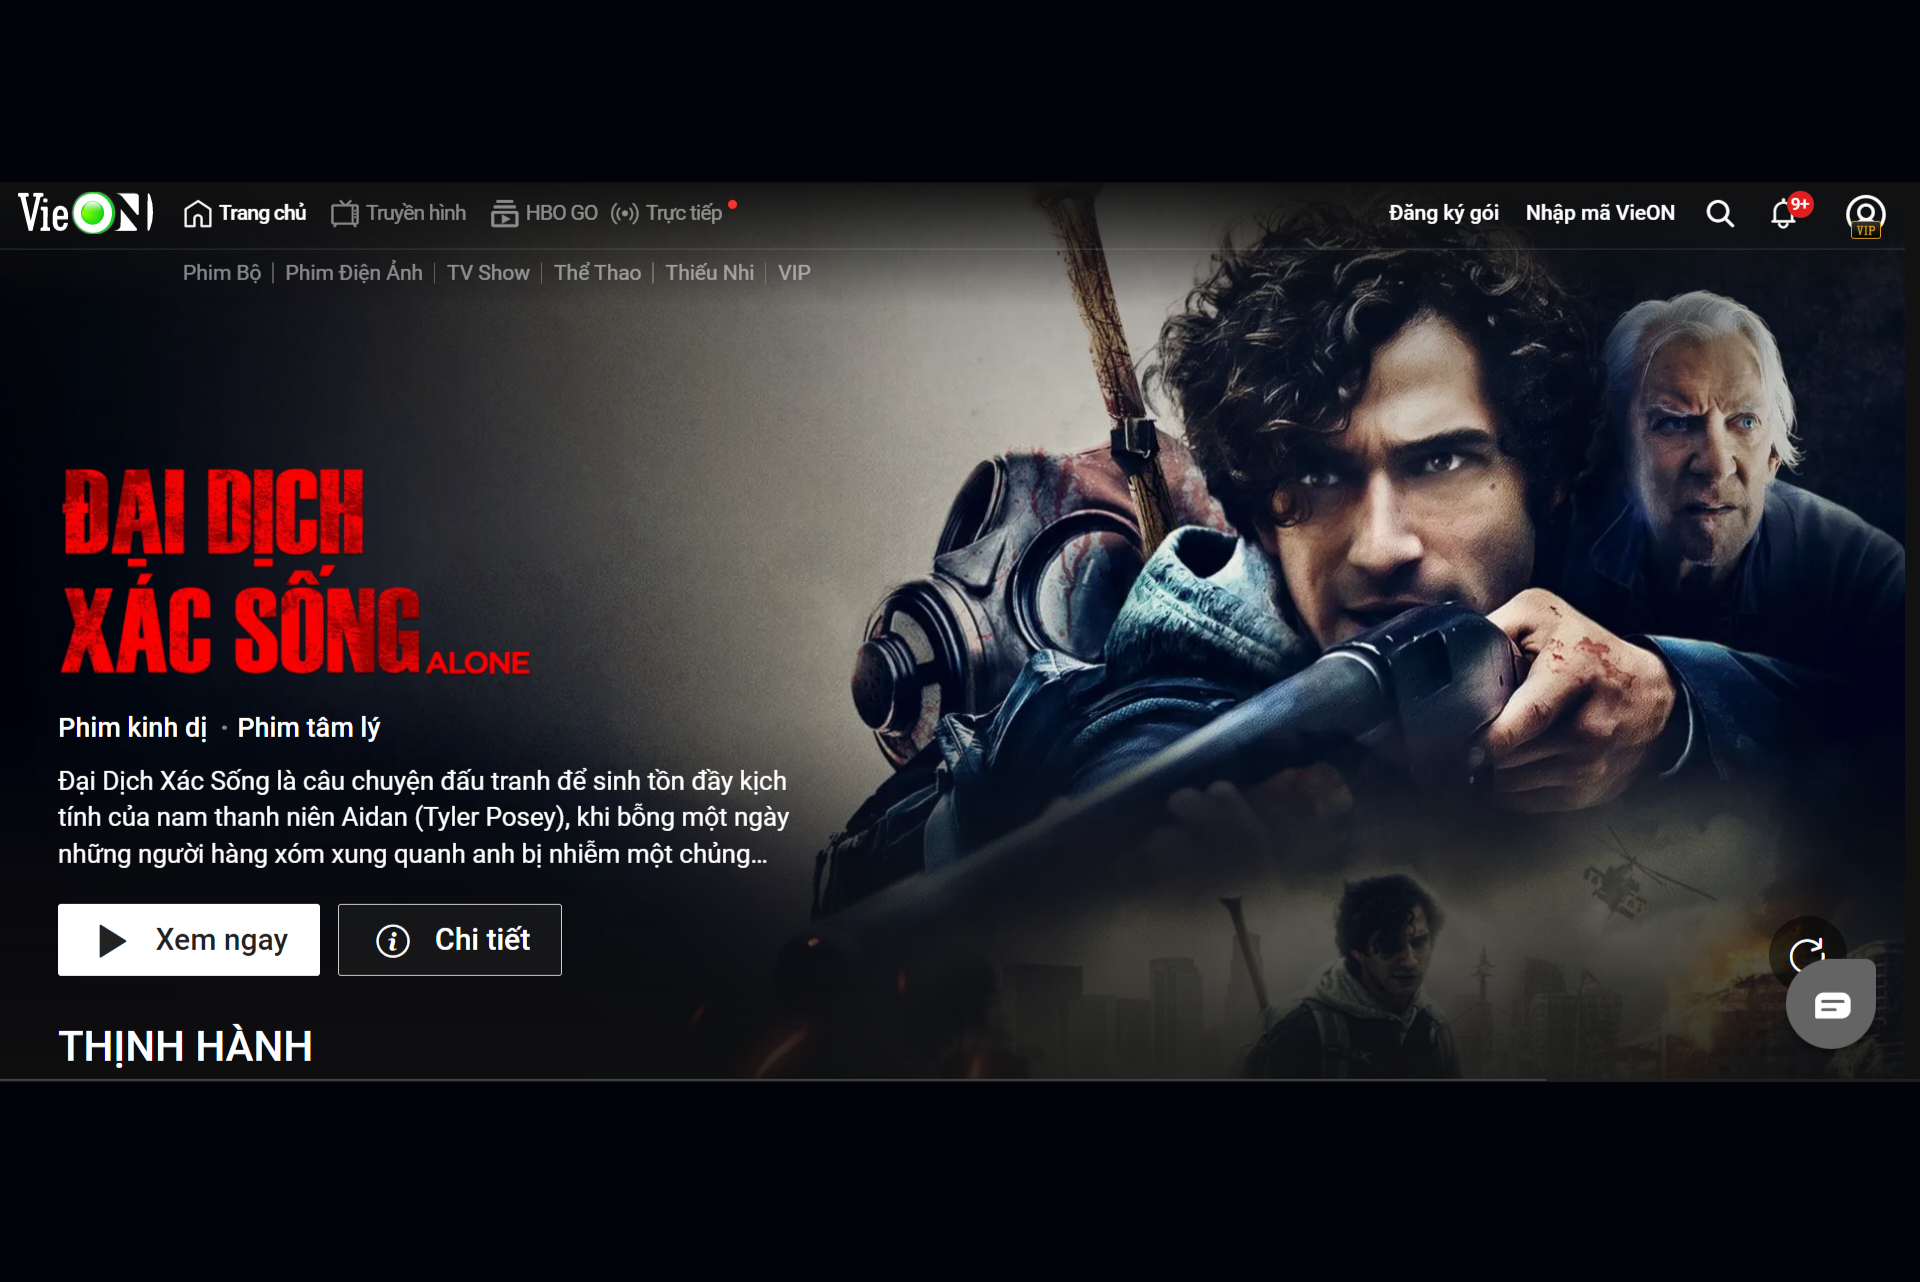 VieON
Trang chủ
Truyền hình
HBO GO
Trực tiếp
Đăng ký gói
Nhập mã VieON
9+
VIP
Phim Bộ | Phim Điện Ảnh | TV Show | Thể Thao | Thiếu Nhi | VIP
ĐẠI DỊCH
XÁC SỐNG ALONE
Phim kinh dị · Phim tâm lý
Đại Dịch Xác Sống là câu chuyện đấu tranh để sinh tồn đầy kịch
tính của nam thanh niên Aidan (Tyler Posey), khi bỗng một ngày
những người hàng xóm xung quanh anh bị nhiễm một chủng...
Xem ngay
Chi tiết
THỊNH HÀNH